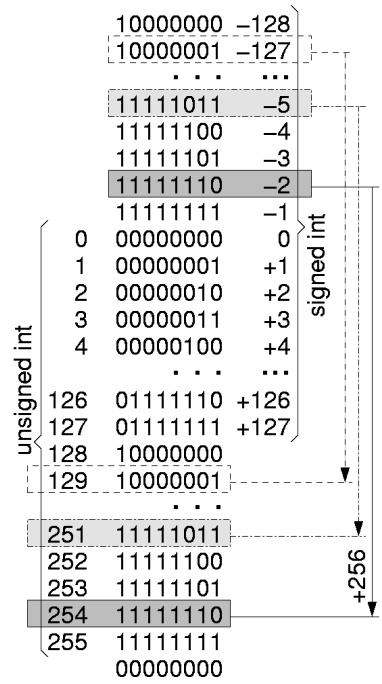 10000000 −128
10000001 −127
. . . ...
11111011 −5
11111100 −4
11111101 −3
11111110 −2
11111111 −1
0 00000000 0
1 00000001 +1
2 00000010 +2
3 00000011 +3
4 00000100 +4
. . . ...
126 01111110 +126
127 01111111 +127
128 10000000
129 10000001
. . .
251 11111011
252 11111100
253 11111101
254 11111110
255 11111111
00000000
unsigned int
signed int
+256